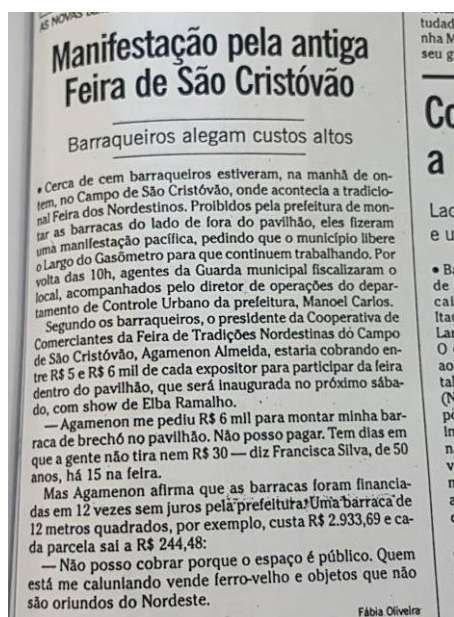 AS NOVAS
Manifestação pela antiga
Feira de São Cristóvão
Barraqueiros alegam custos altos
• Cerca de cem barraqueiros estiveram, na manhã de on-
tem, no Campo de São Cristóvão, onde acontecia a tradicio-
nal Feira dos Nordestinos. Proibidos pela prefeitura de mon-
tar as barracas do lado de fora do pavilhão, eles fizeram
uma manifestação pacífica, pedindo que o município libere
o Largo do Gasômetro para que continuem trabalhando. Por
volta das 10h, agentes da Guarda municipal fiscalizaram o
local, acompanhados pelo diretor de operações do depar-
tamento de Controle Urbano da prefeitura, Manoel Carlos.
Segundo os barraqueiros, o presidente da Cooperativa de
Comerciantes da Feira de Tradições Nordestinas do Campo
de São Cristóvão, Agamenon Almeida, estaria cobrando en-
tre R$ 5 e R$ 6 mil de cada expositor para participar da feira
dentro do pavilhão, que será inaugurada no próximo sába-
do, com show de Elba Ramalho.
— Agamenon me pediu R$ 6 mil para montar minha bar-
raca de brechó no pavilhão. Não posso pagar. Tem dias em
que a gente não tira nem R$ 30 — diz Francisca Silva, de 50
anos, há 15 na feira.
Mas Agamenon afirma que as barracas foram financia-
das em 12 vezes sem juros pela prefeitura. Uma barraca de
12 metros quadrados, por exemplo, custa R$ 2.933,69 e ca-
da parcela sai a R$ 244,48:
— Não posso cobrar porque o espaço é público. Quem
está me caluniando vende ferro-velho e objetos que não
são oriundos do Nordeste.
Fábia Oliveira
tudad
nha M
seu g
Co
a
Lad
e u
• Ba
de
cal
Itau
Lar
O
ao
tal
(N